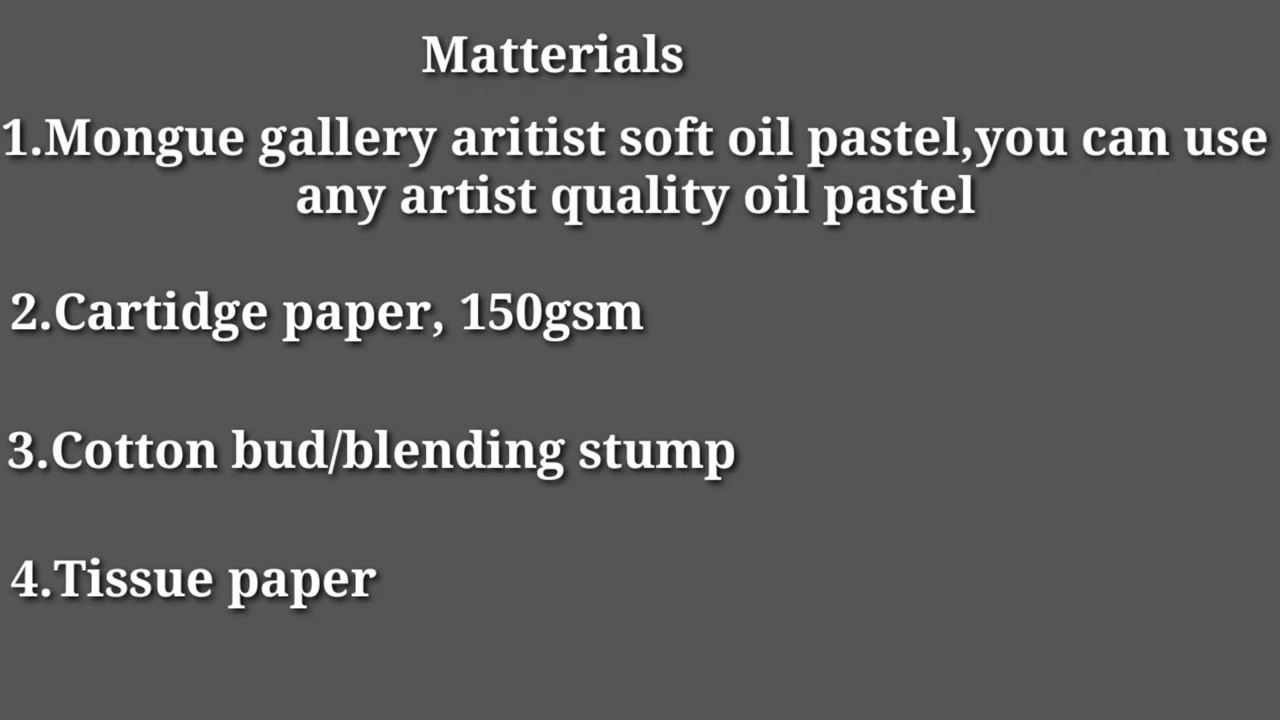 Matterials
1.Mongue gallery aritist soft oil pastel,you can use
any artist quality oil pastel
2.Cartidge paper, 150gsm
3.Cotton bud/blending stump
4.Tissue paper